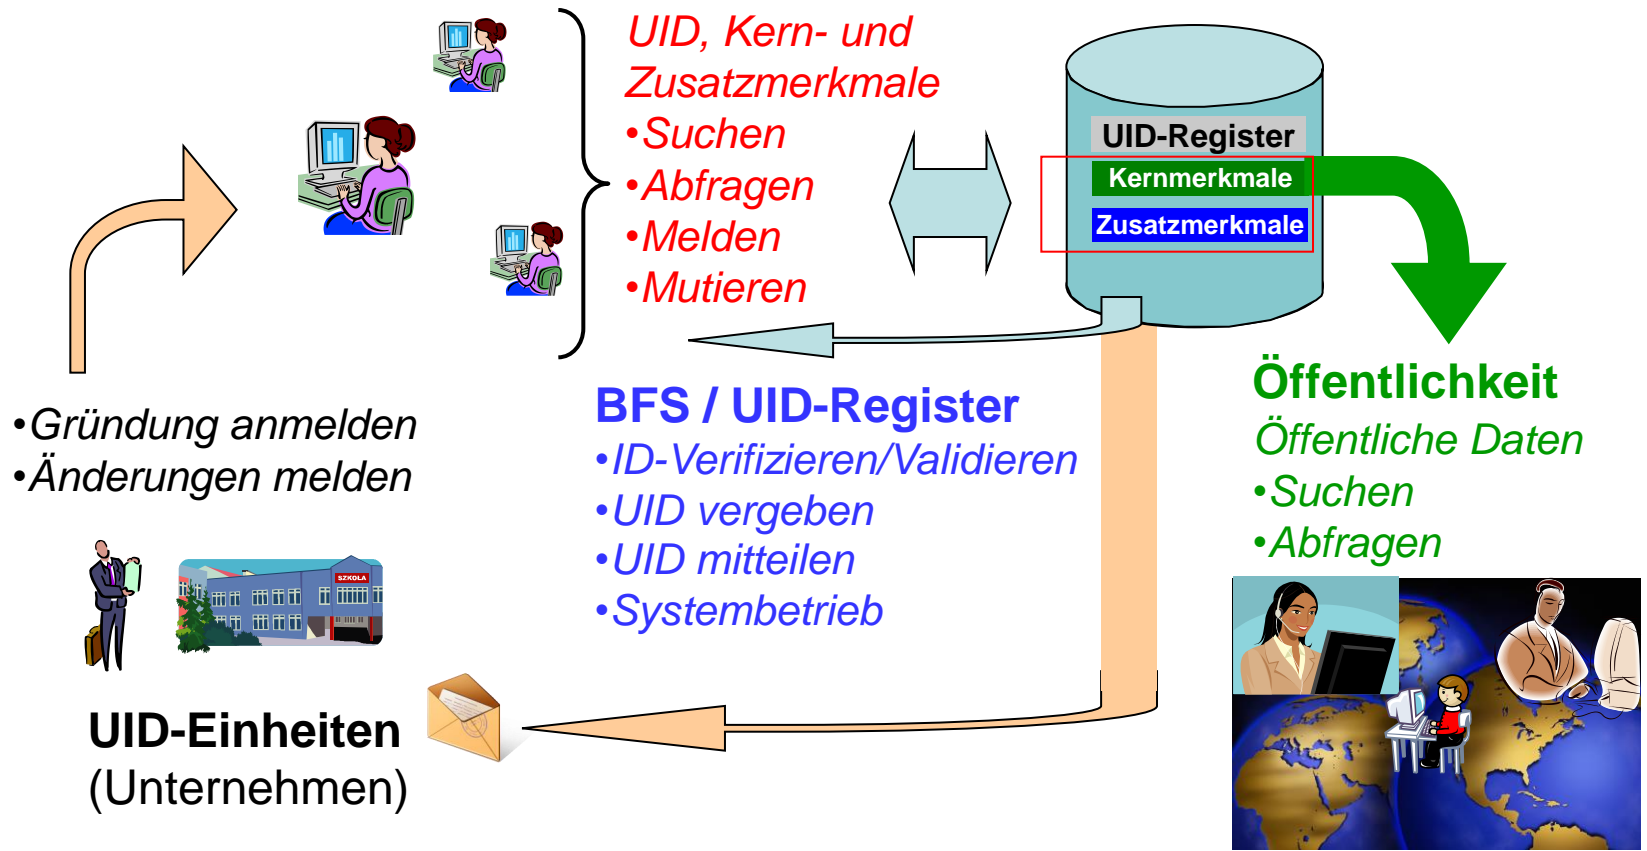 UID, Kern- und
Zusatzmerkmale
•Suchen
•Abfragen
•Melden
•Mutieren
UID-Register
Kernmerkmale
Zusatzmerkmale
•Gründung anmelden
•Änderungen melden
BFS / UID-Register
•ID-Verifizieren/Validieren
•UID vergeben
•UID mitteilen
•Systembetrieb
Öffentlichkeit
Öffentliche Daten
•Suchen
•Abfragen
SZKOLA
UID-Einheiten
(Unternehmen)